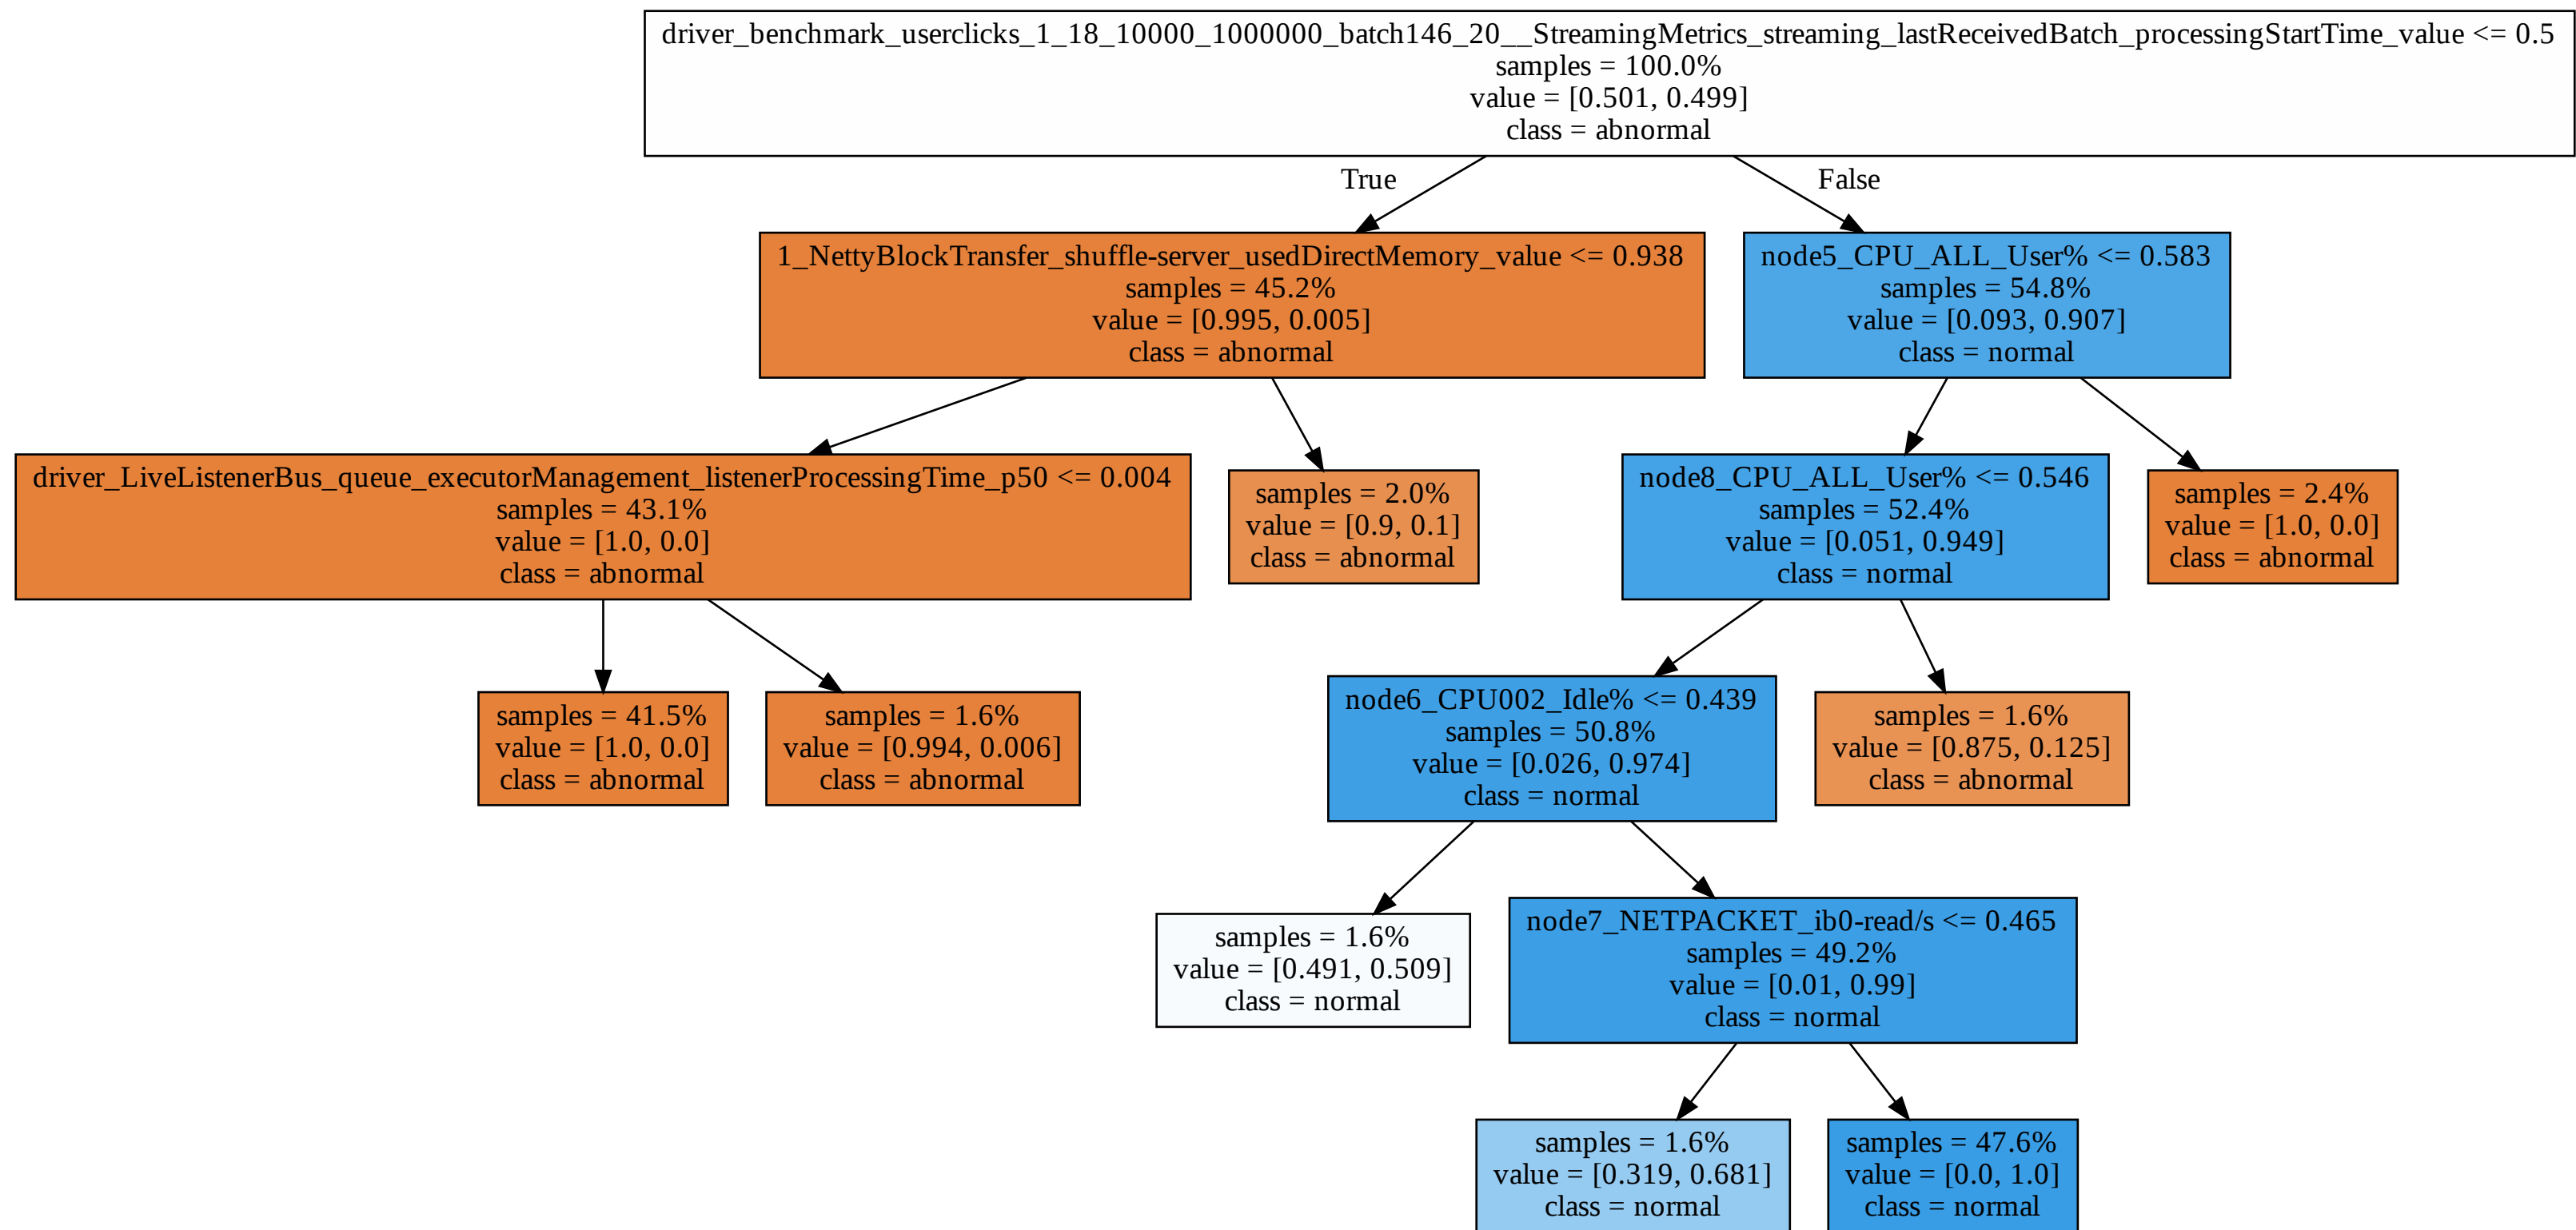 driver_benchmark_userclicks_1_18_10000_1000000_batch146_20__StreamingMetrics_streaming_lastReceivedBatch_processingStartTime_value <= 0.5
samples = 100.0%
value = [0.501, 0.499]
class = abnormal
True
False
1_NettyBlockTransfer_shuffle-server_usedDirectMemory_value <= 0.938
samples = 45.2%
value = [0.995, 0.005]
class = abnormal
node5_CPU_ALL_User% <= 0.583
samples = 54.8%
value = [0.093, 0.907]
class = normal
driver_LiveListenerBus_queue_executorManagement_listenerProcessingTime_p50 <= 0.004
samples = 43.1%
value = [1.0, 0.0]
class = abnormal
samples = 2.0%
value = [0.9, 0.1]
class = abnormal
node8_CPU_ALL_User% <= 0.546
samples = 52.4%
value = [0.051, 0.949]
class = normal
samples = 2.4%
value = [1.0, 0.0]
class = abnormal
samples = 41.5%
value = [1.0, 0.0]
class = abnormal
samples = 1.6%
value = [0.994, 0.006]
class = abnormal
node6_CPU002_Idle% <= 0.439
samples = 50.8%
value = [0.026, 0.974]
class = normal
samples = 1.6%
value = [0.875, 0.125]
class = abnormal
samples = 1.6%
value = [0.491, 0.509]
class = normal
node7_NETPACKET_ib0-read/s <= 0.465
samples = 49.2%
value = [0.01, 0.99]
class = normal
samples = 1.6%
value = [0.319, 0.681]
class = normal
samples = 47.6%
value = [0.0, 1.0]
class = normal